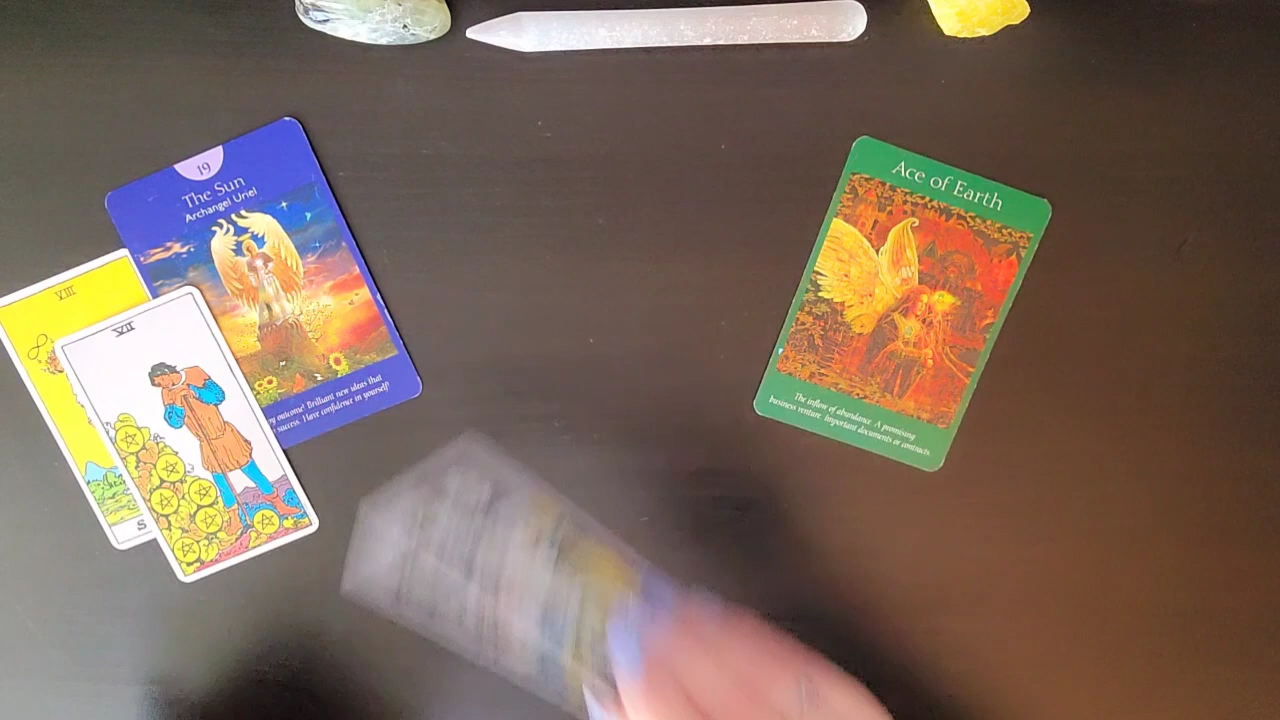 19
The Sun
Archangel Uriel
outcome! Brilliant new ideas that
success. Have confidence in yourself!
VIII
S
VII
Ace of Earth
The inflow of abundance. A promising
business venture. Important documents or contracts.